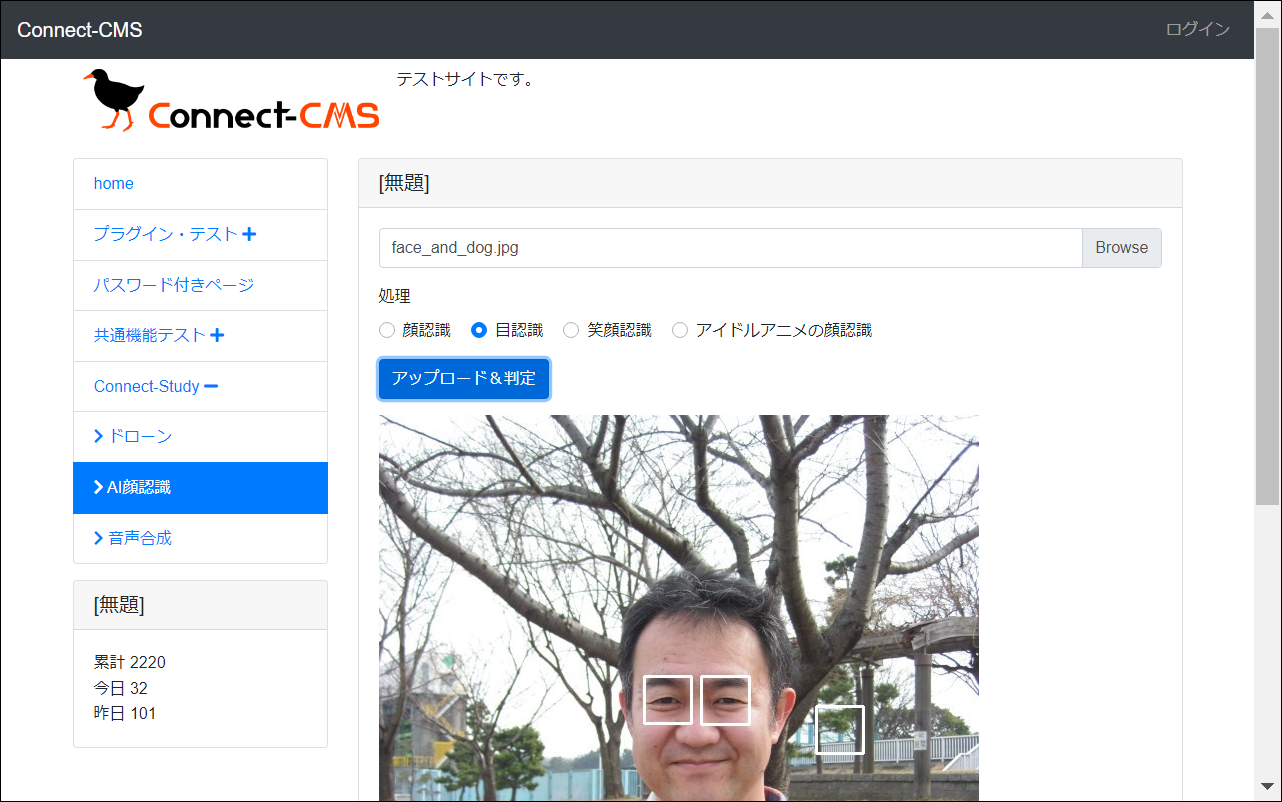 Connect-CMS
ログイン
Connect-CMS
テストサイトです。
home
プラグイン・テスト
パスワード付きページ
共通機能テスト
Connect-Study
ドローン
AI顔認識
音声合成
[無題]
累計 2220
今日 32
昨日 101
[無題]
face_and_dog.jpg
Browse
処理
顔認識 目認識 笑顔認識 アイドルアニメの顔認識
アップロード＆判定